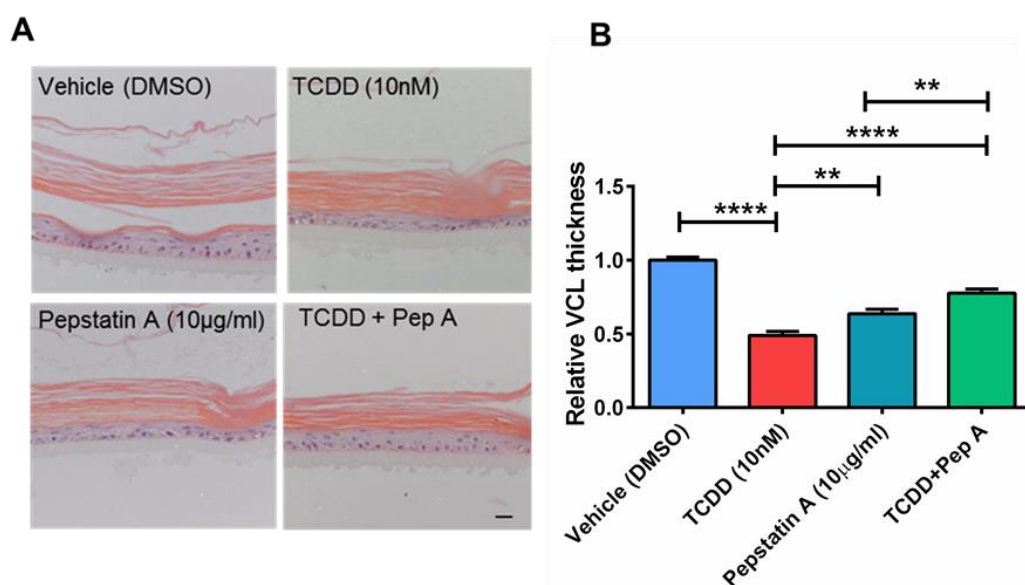 A
Vehicle (DMSO)
TCDD (10nM)
Pepstatin A (10µg/ml)
TCDD + Pep A
B
**
****
**
****
Relative VCL thickness
1.5
1.0
0.5
0.0
Vehicle (DMSO)
TCDD (10nM)
Pepstatin A (10µg/ml)
TCDD+Pep A